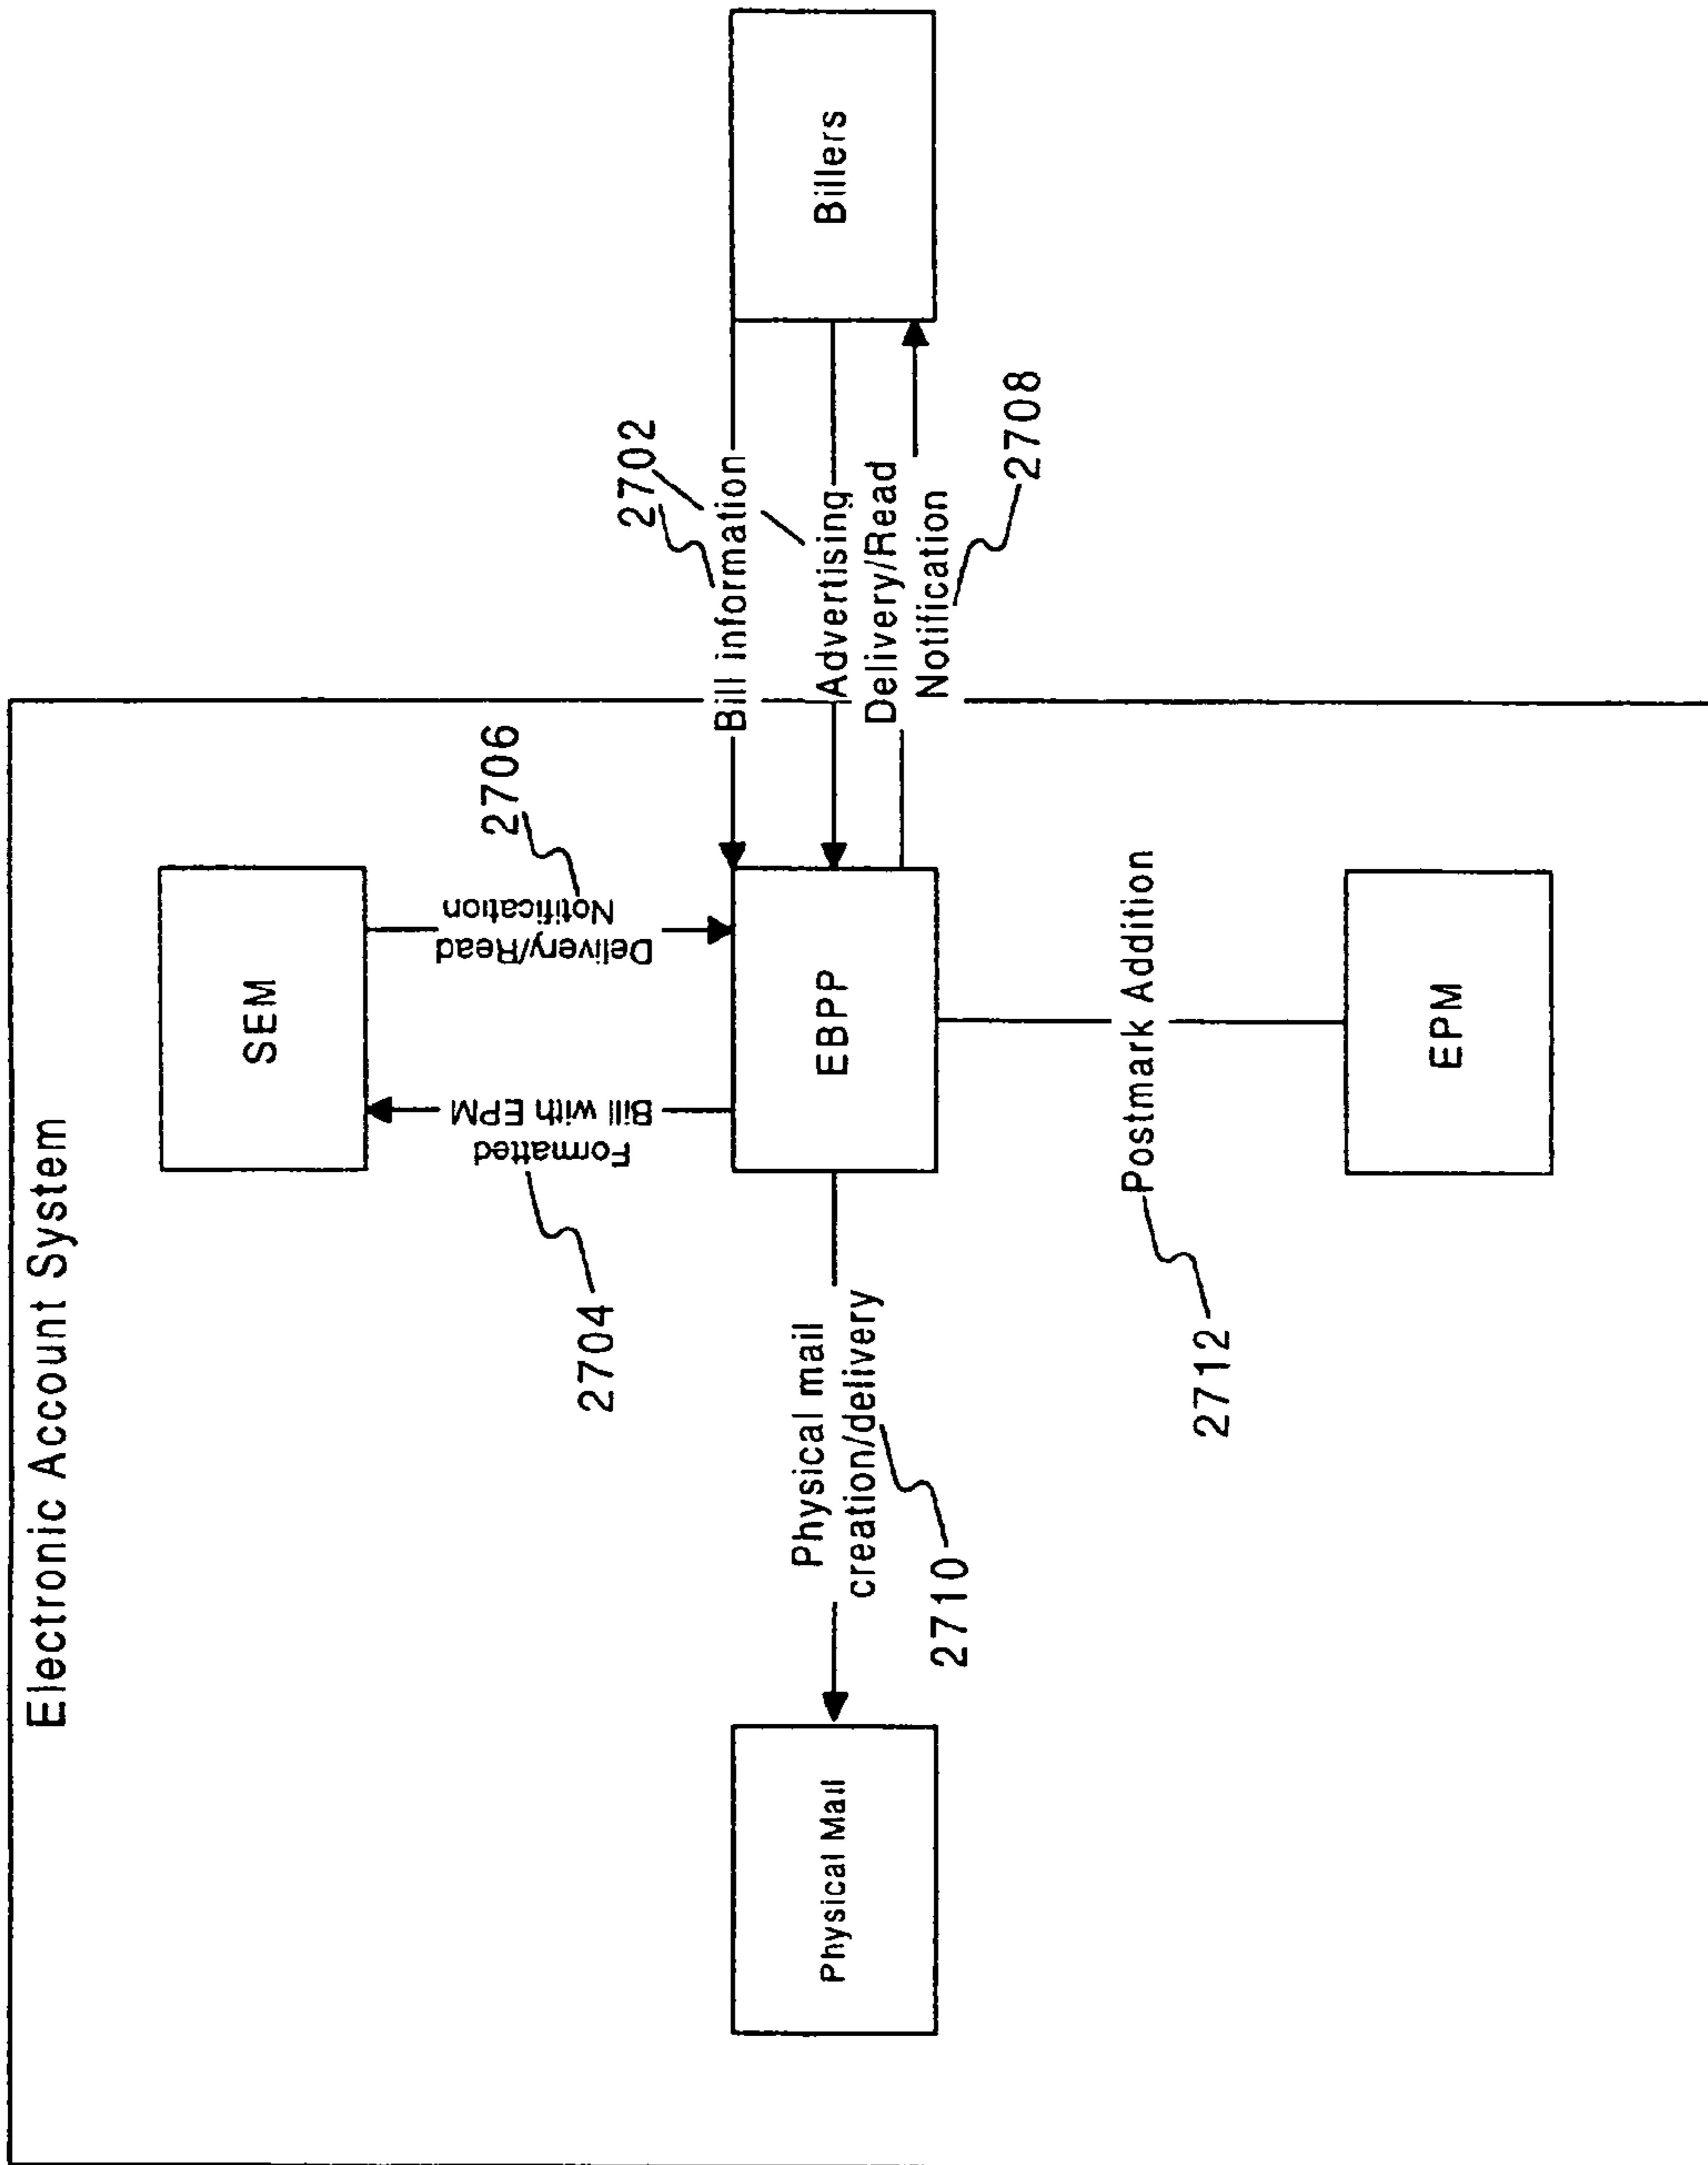 Electronic Account System
SEM
Formatted
Bill with EPM
2704
Delivery/Read
Notification
2706
2702
Bill information
Billers
Physical Mail
Physical mail
creation/delivery
2710
EBPP
Advertising
Delivery/Read
Notification
2708
Postmark Addition
2712
EPM